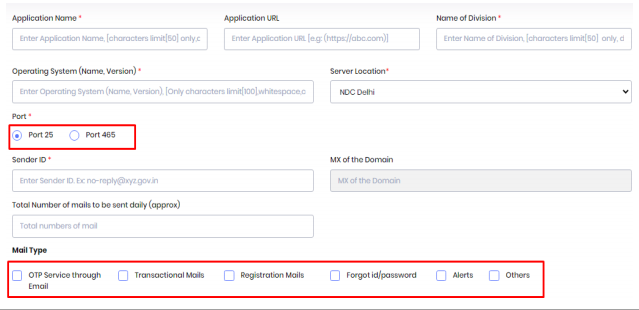 Application Name * Application URL Name of Division *
Enter Application Name, [characters limit[50] only,c Enter Application URL [e.g: (https://abc.com)] Enter Name of Division, [characters limit[50] only, d
Operating System (Name, Version) * Server Location*
Enter Operating System (Name, Version), [Only characters limit[100],whitespace,c NDC Delhi
Port *
Port 25 Port 465
Sender ID * MX of the Domain
Enter Sender ID. Ex: no-reply@xyz.gov.in MX of the Domain
Total Number of mails to be sent daily (approx)
Total numbers of mail
Mail Type
OTP Service through Transactional Mails Registration Mails Forgot id/password Alerts Others
Email